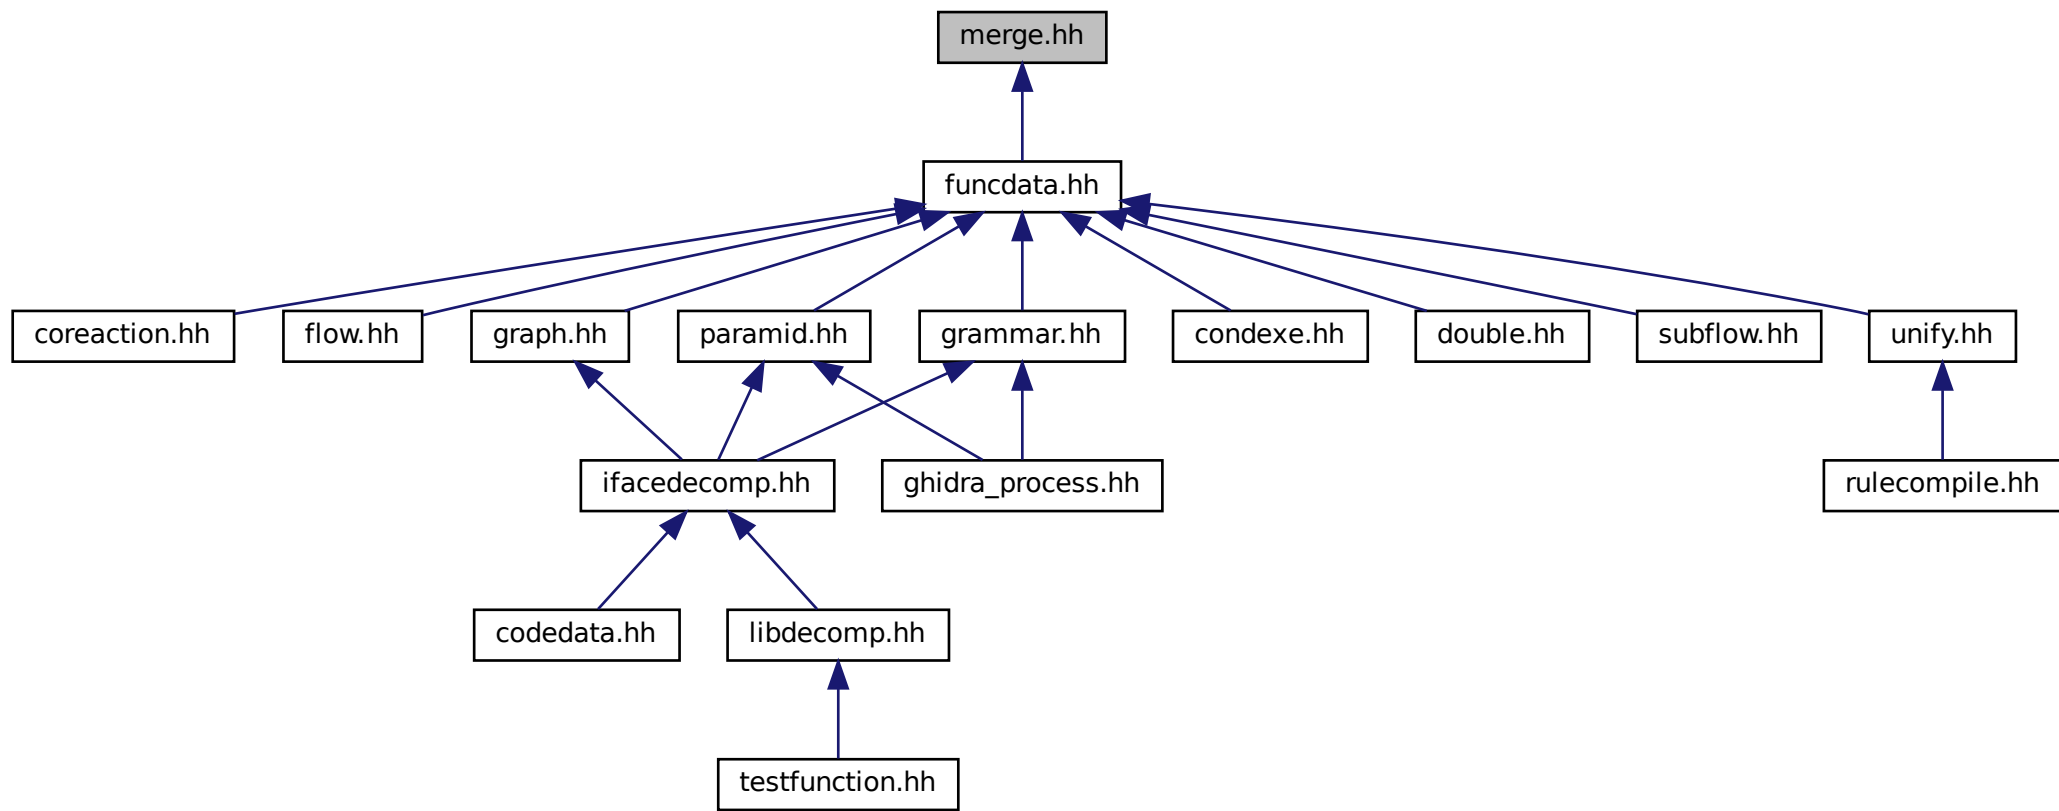 merge.hh
funcdata.hh
coreaction.hh
flow.hh
graph.hh
paramid.hh
grammar.hh
condexe.hh
double.hh
subflow.hh
unify.hh
ifacedecomp.hh
ghidra_process.hh
rulecompile.hh
codedata.hh
libdecomp.hh
testfunction.hh